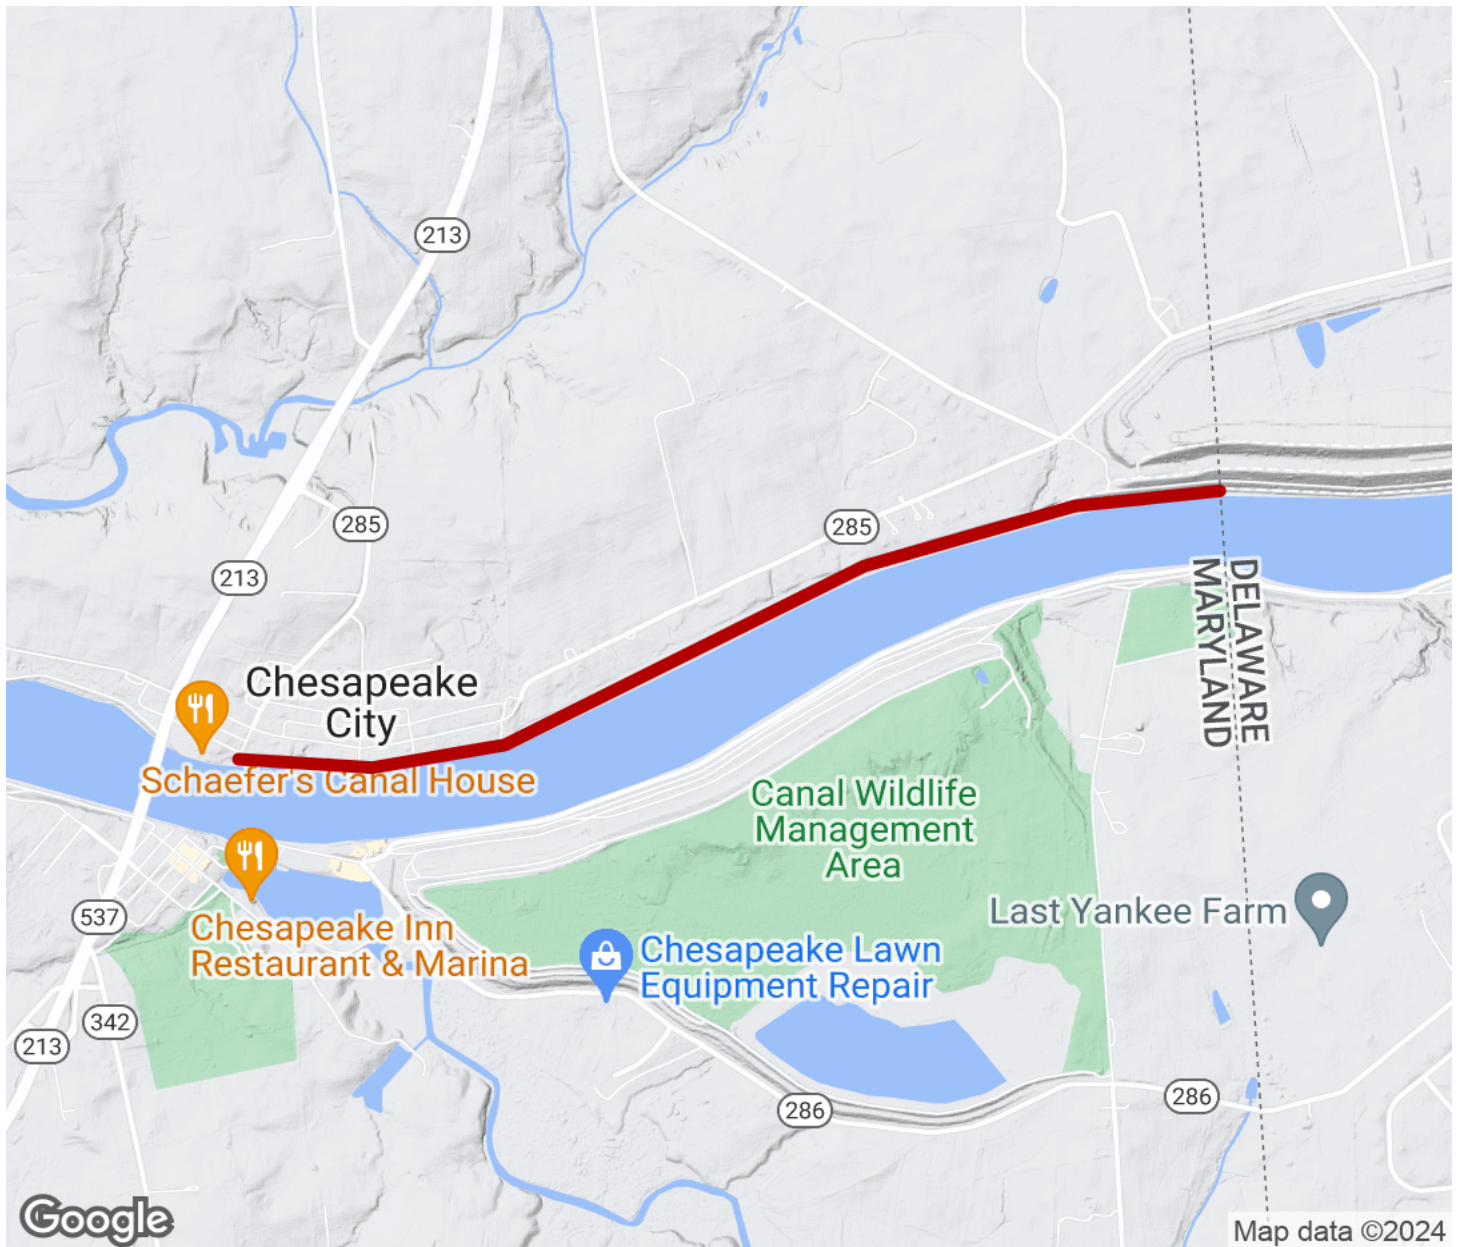 213
285
285
213
DELAWARE
MARYLAND
Chesapeake
City
Schaefer's Canal House
Canal Wildlife
Management
Area
537
Last Yankee Farm
Chesapeake Inn
Restaurant & Marina
Chesapeake Lawn
Equipment Repair
342
213
286
286
Google
Map data ©2024